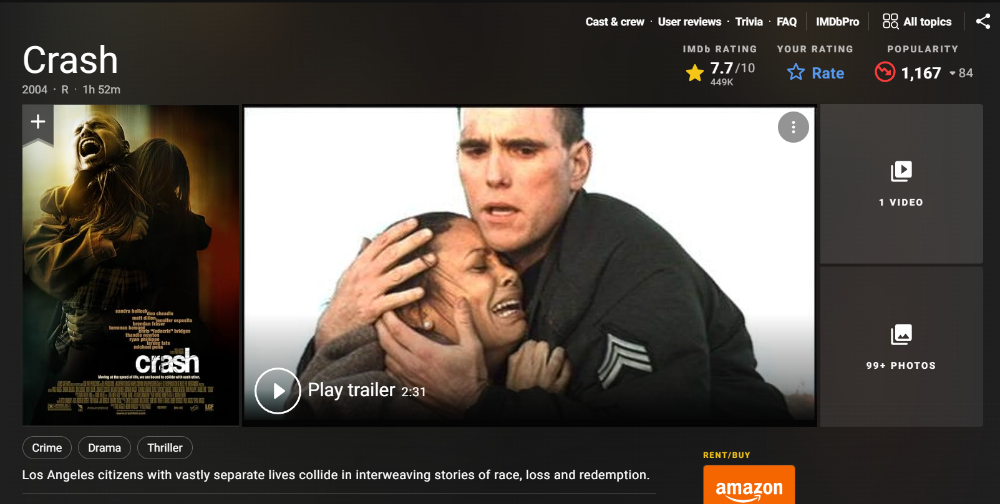 Cast & crew · User reviews · Trivia · FAQ IMDbPro All topics
Crash
2004 · R · 1h 52m
IMDb RATING
7.7/10
449K
YOUR RATING
Rate
POPULARITY
1,167 84
sandra bullock
don cheadle
matt dillon
jennifer esposito
brendan fraser
terrence howard
chris "ludacris" bridges
thandie newton
ryan phillippe
larenz tate
michael pena
crash
Moving at the speed of life, we are bound to collide with each other.
www.crashfilm.com
LGF
Play trailer 2:31
1 VIDEO
99+ PHOTOS
Crime
Drama
Thriller
Los Angeles citizens with vastly separate lives collide in interweaving stories of race, loss and redemption.
RENT/BUY
amazon